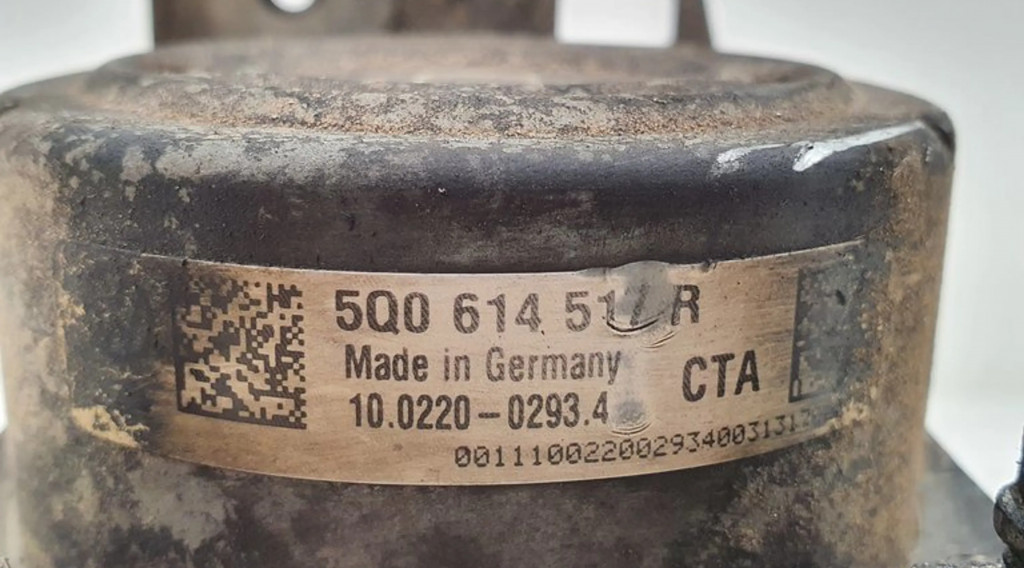 5Q0 614 517 R
Made in Germany
CTA
10.0220-0293.4
00111002200293400313